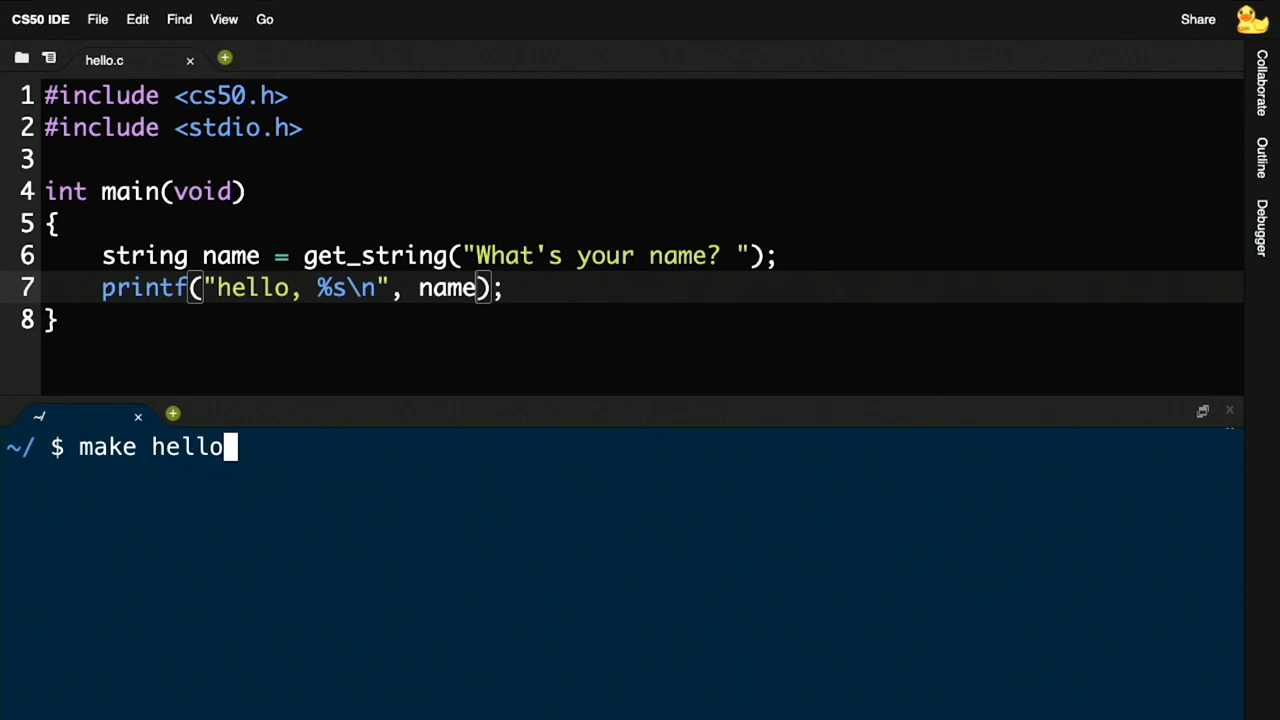 CS50 IDE File Edit Find View Go Share
hello.c
1 #include <cs50.h>
2 #include <stdio.h>
3
4 int main(void)
5 {
6     string name = get_string("What's your name? ");
7     printf("hello, %s\n", name);
8 }
Collaborate
Outline
Debugger
~/
~/ $ make hello